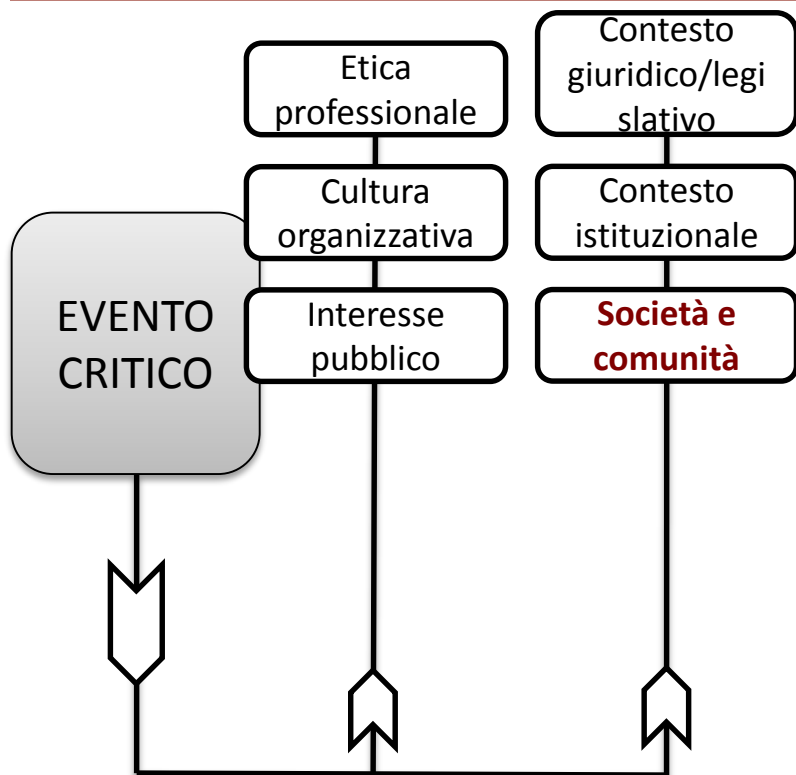 Etica
professionale
Cultura
organizzativa
Interesse
pubblico
Contesto
giuridico/legi
slativo
Contesto
istituzionale
Società e
comunità
EVENTO
CRITICO